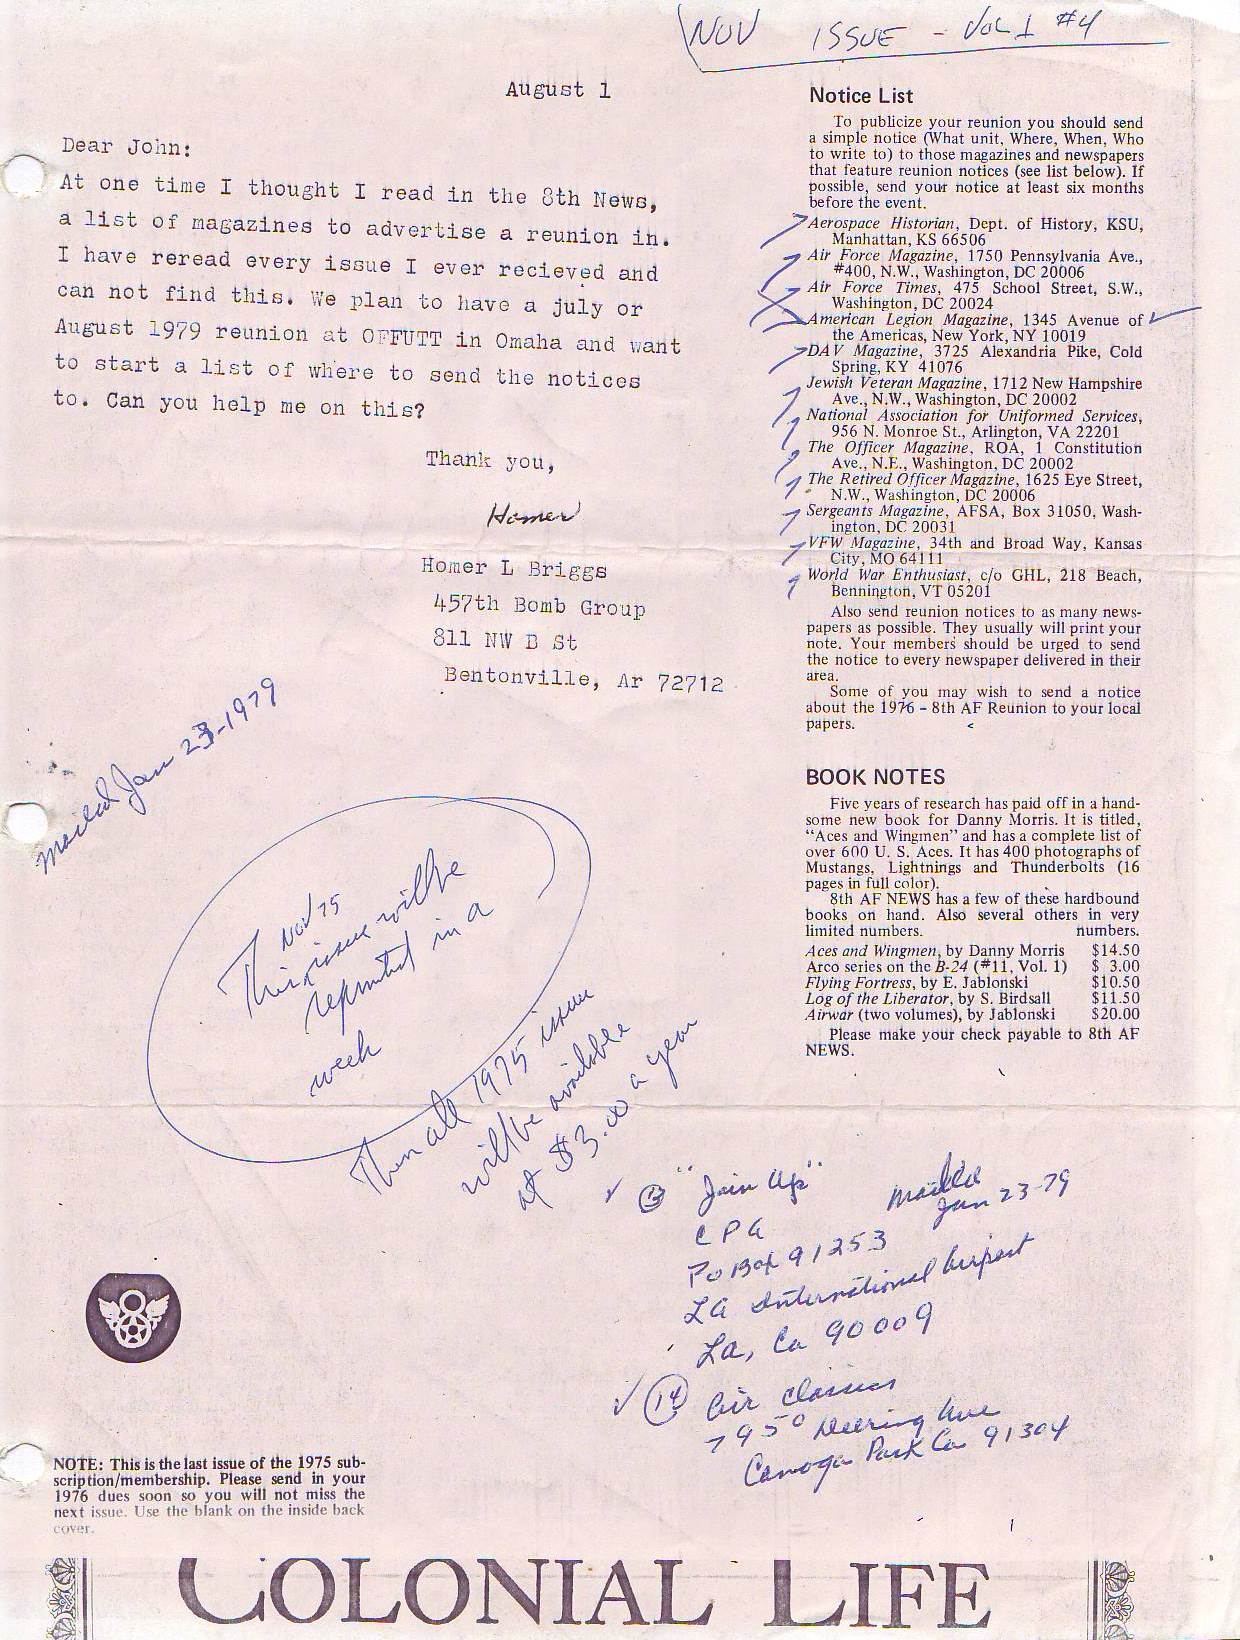 NOV ISSUE - VOL 1 #4
August 1
Dear John:
At one time I thought I read in the 8th News,
a list of magazines to advertise a reunion in.
I have reread every issue I ever recieved and
can not find this. We plan to have a july or
August 1979 reunion at OFFUTT in Omaha and want
to start a list of where to send the notices
to. Can you help me on this?
Thank you,
Homer
Homer L Briggs
457th Bomb Group
811 NW B St
Bentonville, Ar 72712
Mailed Jan 23-1979
Nov 75
This issue will be
reprinted in a
week
Then all 1975 issues
will be available
at $3.00 a year
Notice List
To publicize your reunion you should send
a simple notice (What unit, Where, When, Who
to write to) to those magazines and newspapers
that feature reunion notices (see list below). If
possible, send your notice at least six months
before the event.
Aerospace Historian, Dept. of History, KSU,
Manhattan, KS 66506
Air Force Magazine, 1750 Pennsylvania Ave.,
#400, N.W., Washington, DC 20006
Air Force Times, 475 School Street, S.W.,
Washington, DC 20024
American Legion Magazine, 1345 Avenue of
the Americas, New York, NY 10019
DAV Magazine, 3725 Alexandria Pike, Cold
Spring, KY 41076
Jewish Veteran Magazine, 1712 New Hampshire
Ave., N.W., Washington, DC 20002
National Association for Uniformed Services,
956 N. Monroe St., Arlington, VA 22201
The Officer Magazine, ROA, 1 Constitution
Ave., N.E., Washington, DC 20002
The Retired Officer Magazine, 1625 Eye Street,
N.W., Washington, DC 20006
Sergeants Magazine, AFSA, Box 31050, Wash-
ington, DC 20031
VFW Magazine, 34th and Broad Way, Kansas
City, MO 64111
World War Enthusiast, c/o GHL, 218 Beach,
Bennington, VT 05201
Also send reunion notices to as many news-
papers as possible. They usually will print your
note. Your members should be urged to send
the notice to every newspaper delivered in their
area.
Some of you may wish to send a notice
about the 1976 - 8th AF Reunion to your local
papers.
BOOK NOTES
Five years of research has paid off in a hand-
some new book for Danny Morris. It is titled,
"Aces and Wingmen" and has a complete list of
over 600 U. S. Aces. It has 400 photographs of
Mustangs, Lightnings and Thunderbolts (16
pages in full color).
8th AF NEWS has a few of these hardbound
books on hand. Also several others in very
limited numbers. numbers.
Aces and Wingmen, by Danny Morris $14.50
Arco series on the B-24 (#11, Vol. 1) $ 3.00
Flying Fortress, by E. Jablonski $10.50
Log of the Liberator, by S. Birdsall $11.50
Airwar (two volumes), by Jablonski $20.00
Please make your check payable to 8th AF
NEWS.
13 "Join Up"
Mailed
Jan 23-79
CPG
Po Box 91253
LA International Airport
La, Ca 90009
14 Air Classics
7950 Deering Ave
Canoga Park Ca 91304
8
NOTE: This is the last issue of the 1975 sub-
scription/membership. Please send in your
1976 dues soon so you will not miss the
next issue. Use the blank on the inside back
cover.
COLONIAL LIFE